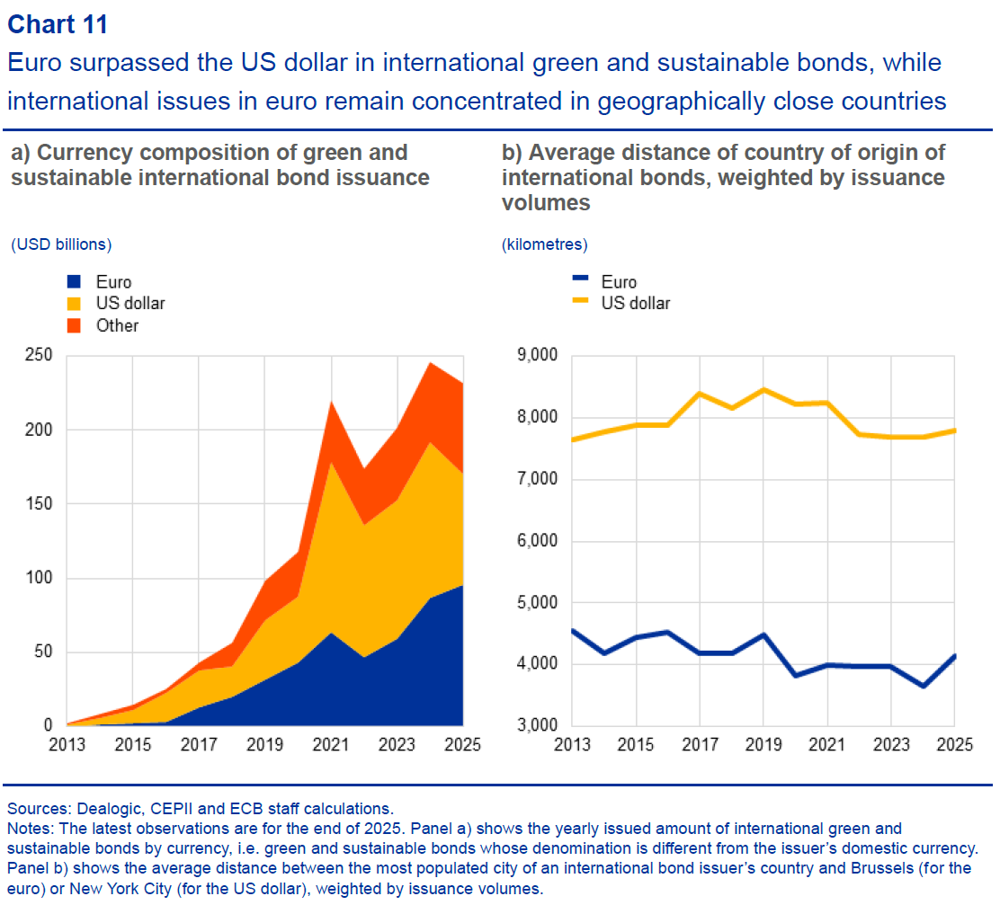 Chart 11
Euro surpassed the US dollar in international green and sustainable bonds, while
international issues in euro remain concentrated in geographically close countries
a) Currency composition of green and
sustainable international bond issuance
(USD billions)
Euro
US dollar
Other
250
200
150
100
50
0
2013
2015
2017
2019
2021
2023
2025
b) Average distance of country of origin of
international bonds, weighted by issuance
volumes
(kilometres)
Euro
US dollar
9,000
8,000
7,000
6,000
5,000
4,000
3,000
2013
2015
2017
2019
2021
2023
2025
Sources: Dealogic, CEPII and ECB staff calculations.
Notes: The latest observations are for the end of 2025. Panel a) shows the yearly issued amount of international green and
sustainable bonds by currency, i.e. green and sustainable bonds whose denomination is different from the issuer’s domestic currency.
Panel b) shows the average distance between the most populated city of an international bond issuer’s country and Brussels (for the
euro) or New York City (for the US dollar), weighted by issuance volumes.